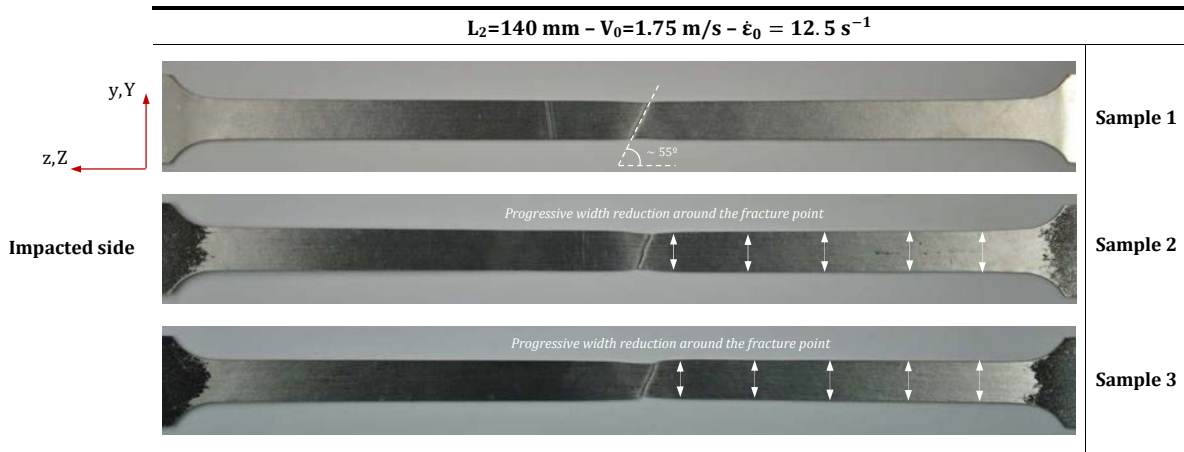 L₂=140 mm – V₀=1.75 m/s – ε̇₀ = 12.5 s⁻¹
y,Y
z,Z
~ 55º
Sample 1
Impacted side
Progressive width reduction around the fracture point
Sample 2
Progressive width reduction around the fracture point
Sample 3